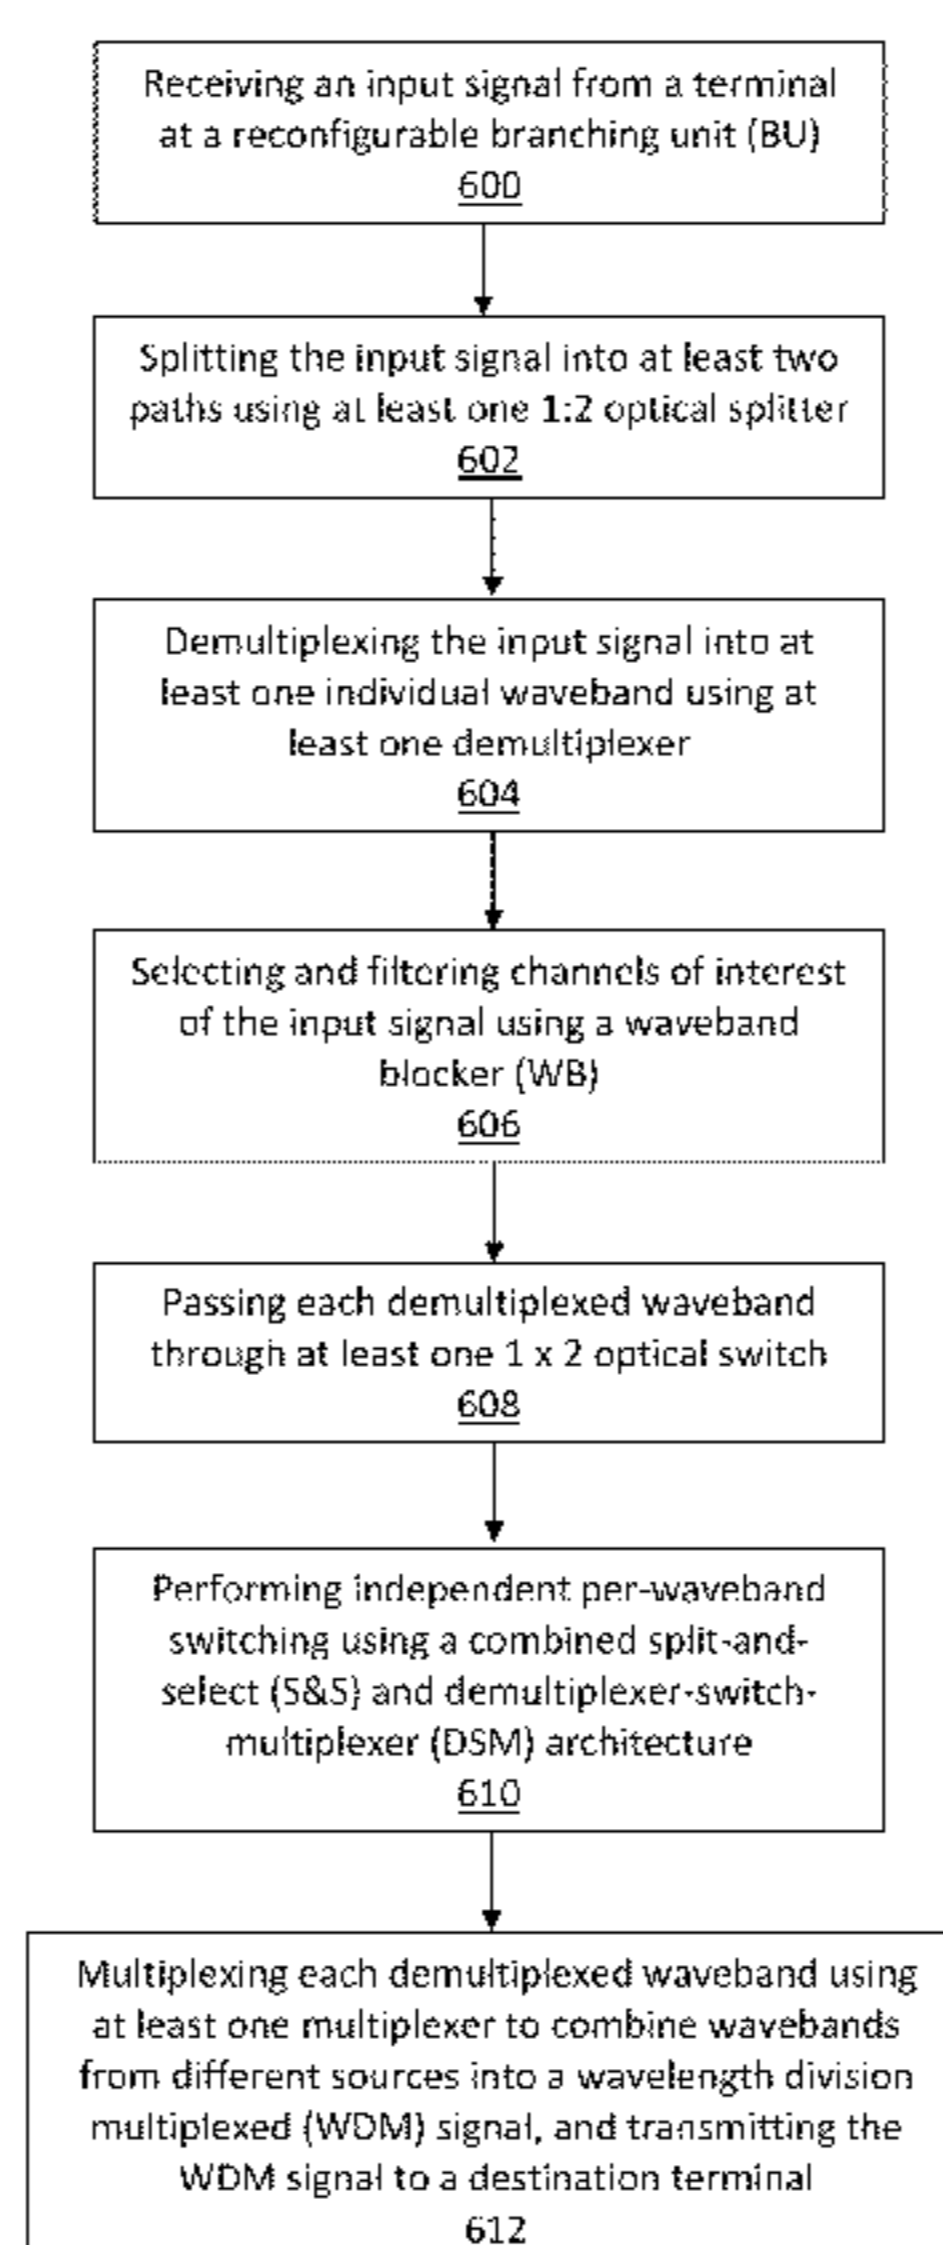 Receiving an input signal from a terminal
at a reconfigurable branching unit (BU)
600
Splitting the input signal into at least two
paths using at least one 1:2 optical splitter
602
Demultiplexing the input signal into at
least one individual waveband using at
least one demultiplexer
604
Selecting and filtering channels of interest
of the input signal using a waveband
blocker (WB)
606
Passing each demultiplexed waveband
through at least one 1 x 2 optical switch
608
Performing independent per-waveband
switching using a combined split-and-
select (S&S) and demultiplexer-switch-
multiplexer (DSM) architecture
610
Multiplexing each demultiplexed waveband using
at least one multiplexer to combine wavebands
from different sources into a wavelength division
multiplexed (WDM) signal, and transmitting the
WDM signal to a destination terminal
612